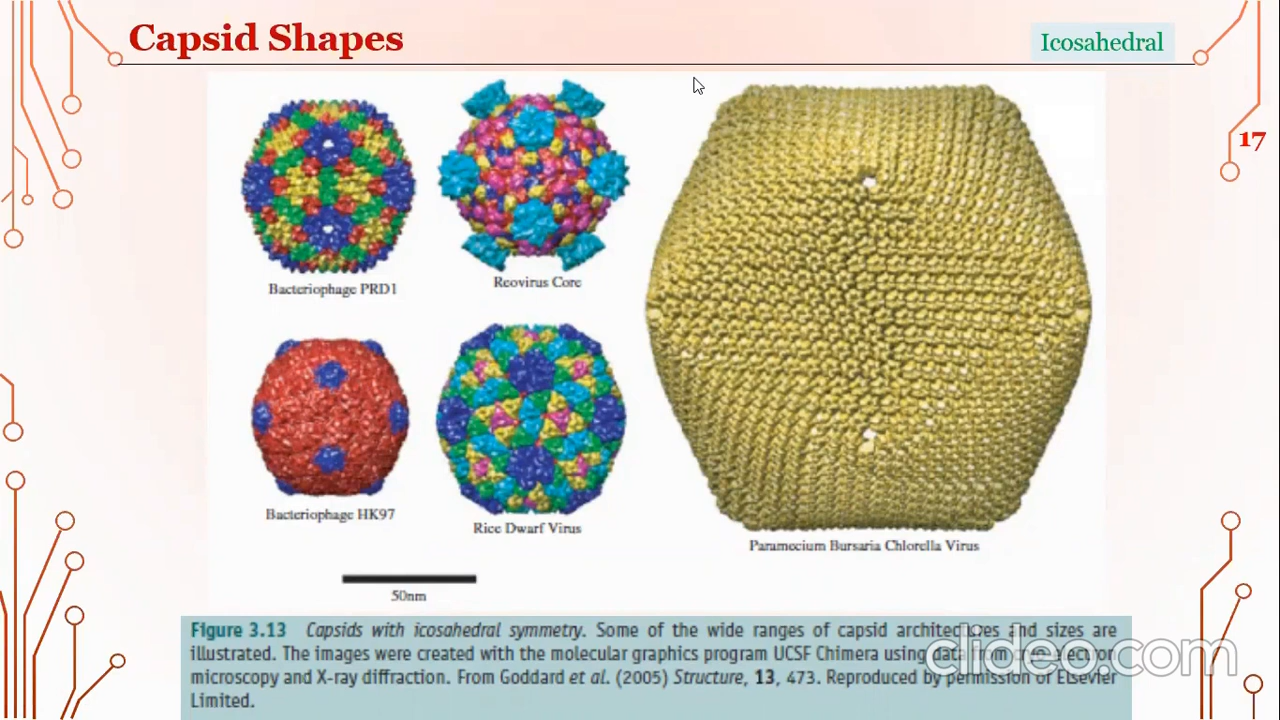 Capsid Shapes
Icosahedral
17
Bacteriophage PRD1
Reovirus Core
Bacteriophage HK97
Rice Dwarf Virus
Paramecium Bursaria Chlorella Virus
50nm
Figure 3.13 Capsids with icosahedral symmetry. Some of the wide ranges of capsid architectures and sizes are
illustrated. The images were created with the molecular graphics program UCSF Chimera using data from cryo-electron
microscopy and X-ray diffraction. From Goddard et al. (2005) Structure, 13, 473. Reproduced by permission of Elsevier
Limited.
clideo.com